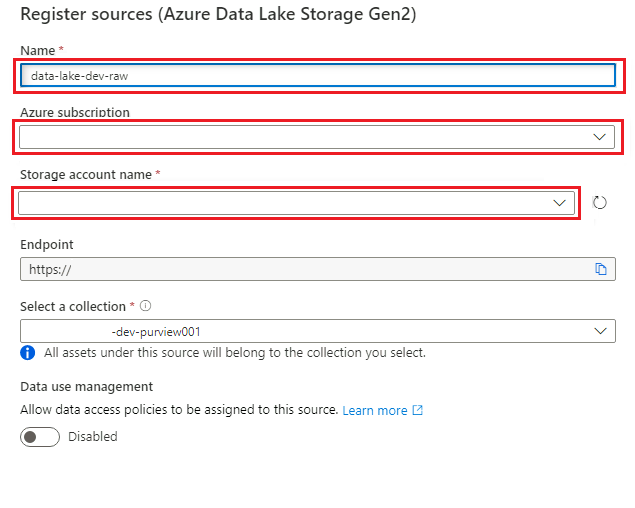 Register sources (Azure Data Lake Storage Gen2)
Name *
data-lake-dev-raw
Azure subscription
Storage account name *
Endpoint
https://
Select a collection *
-dev-purview001
All assets under this source will belong to the collection you select.
Data use management
Allow data access policies to be assigned to this source. Learn more
Disabled